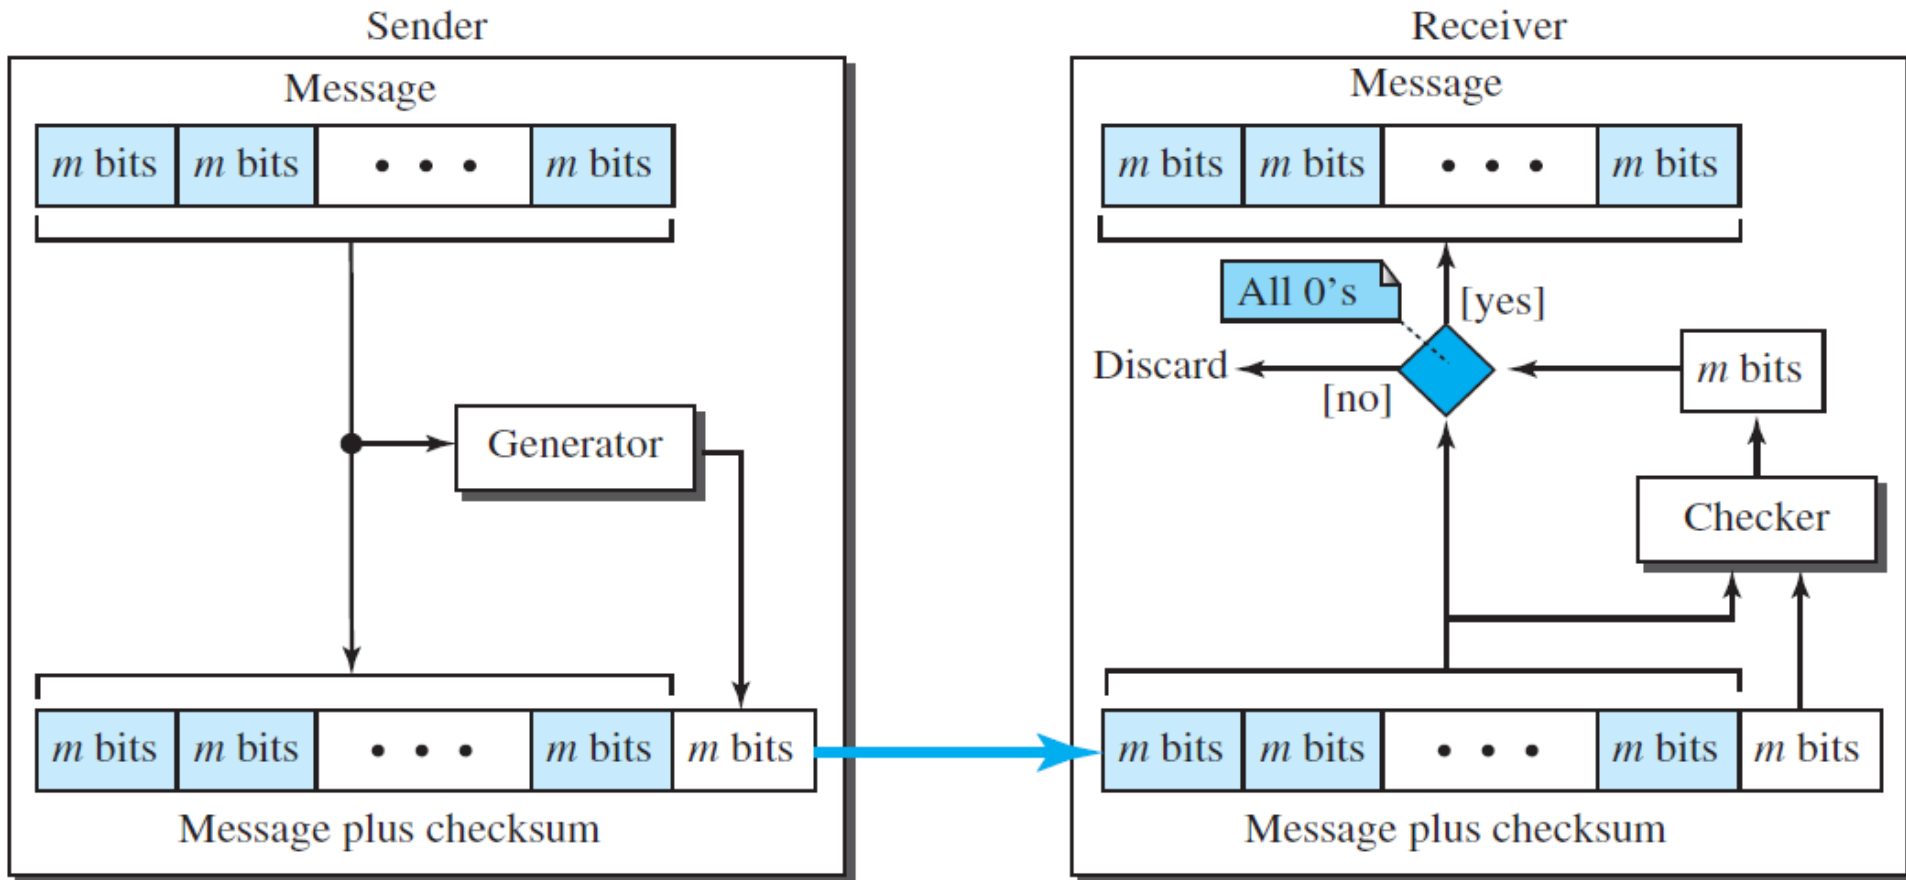 Sender
Message
m bits m bits • • • m bits
Generator
m bits m bits • • • m bits m bits
Message plus checksum
Receiver
Message
m bits m bits • • • m bits
All 0’s
[yes]
Discard
[no]
m bits
Checker
m bits m bits • • • m bits m bits
Message plus checksum